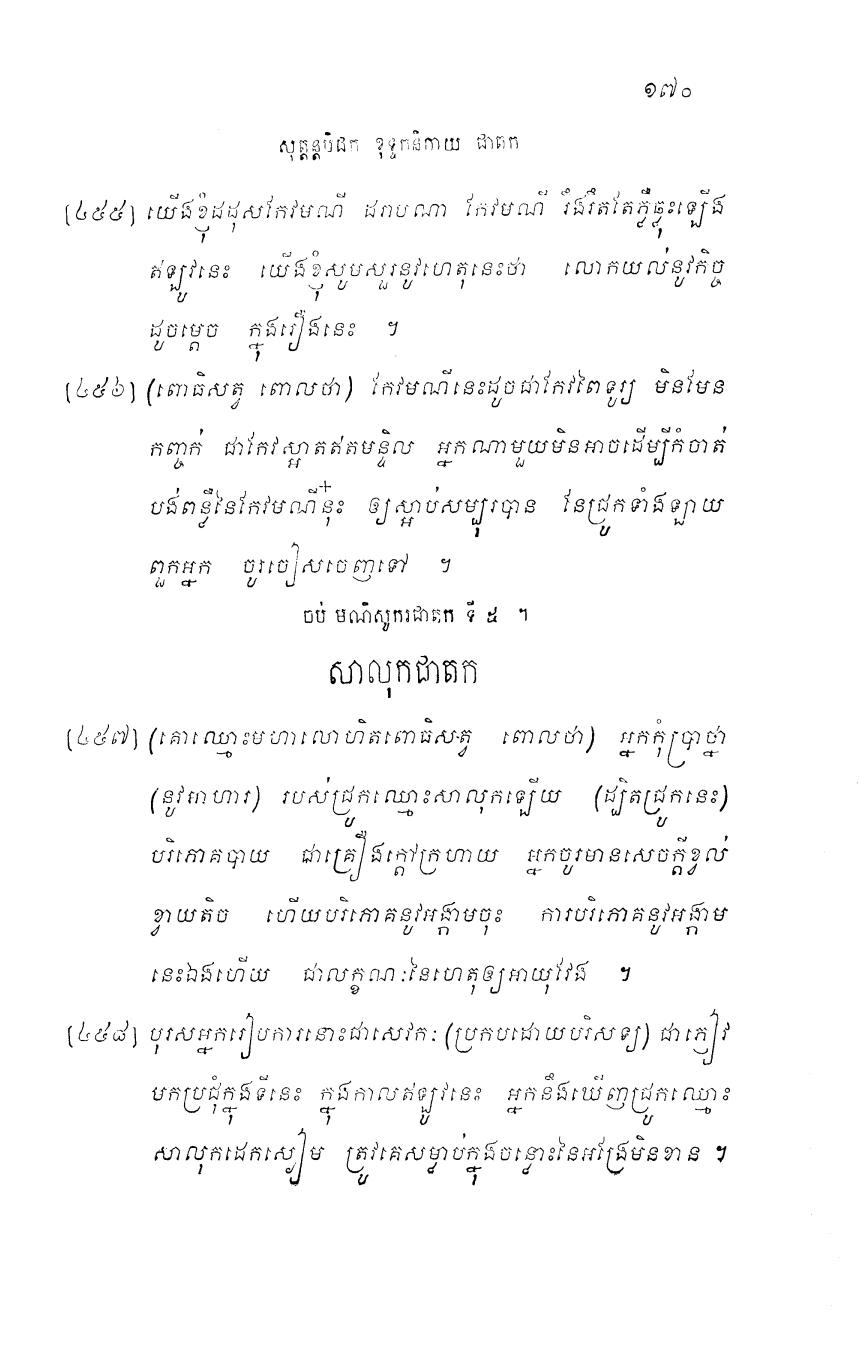 ១៧០
សុត្តន្តបិដក ខុទ្ទកនិកាយ ជាតក
[៤៥៥] យើងខ្ញុំដដុសកែវមណី ដរាបណា កែវមណី រឹងរឹតតែភ្លឺផ្លុះឡើង
ឥឡូវនេះ យើងខ្ញុំសូមសួរនូវហេតុនេះថា លោកយល់នូវកិច្ច
ដូចម្តេច ក្នុងរឿងនេះ ។
[៤៥៦] (ពោធិសត្វ ពោលថា) កែវមណីនេះដូចជាកែវពៃទូរ្យ មិនមែន
កញ្ចក់ ជាកែវស្អាតឥតមន្ទិល អ្នកណាមួយមិនអាចដើម្បីកំចាត់
បង់ពន្លឺនៃកែវមណីនុ៎ះ ឲ្យស្អាប់សម្បុរបាន នែជ្រូកទាំងឡាយ
ពួកអ្នក ចូរចៀសចេញទៅ ។
ចប់ មណិសូករជាតក ទី ៥ ។
សាលុកជាតក
[៤៥៧] (គោឈ្មោះមហាលោហិតពោធិសត្វ ពោលថា) អ្នកកុំប្រាថ្នា
(នូវអាហារ) របស់ជ្រូកឈ្មោះសាលុកឡើយ (ដ្បិតជ្រូកនេះ)
បរិភោគបាយ ជាគ្រឿងក្តៅក្រហាយ អ្នកចូរមានសេចក្តីខ្វល់
ខ្វាយតិច ហើយបរិភោគនូវអង្កាមចុះ ការបរិភោគនូវអង្កាម
នេះឯងហើយ ជាលក្ខណៈនៃហេតុឲ្យអាយុវែង ។
[៤៥៨] បុរសអ្នករៀបការនោះជាសេវកៈ (ប្រកបដោយបរិសទ្យ) ជាភ្ញៀវ
មកប្រជុំក្នុងទីនេះ ក្នុងកាលឥឡូវនេះ អ្នកនឹងឃើញជ្រូកឈ្មោះ
សាលុកដេកស្ងៀម ត្រូវគេសម្លាប់ក្នុងចន្លោះនៃអង្រែមិនខាន ។